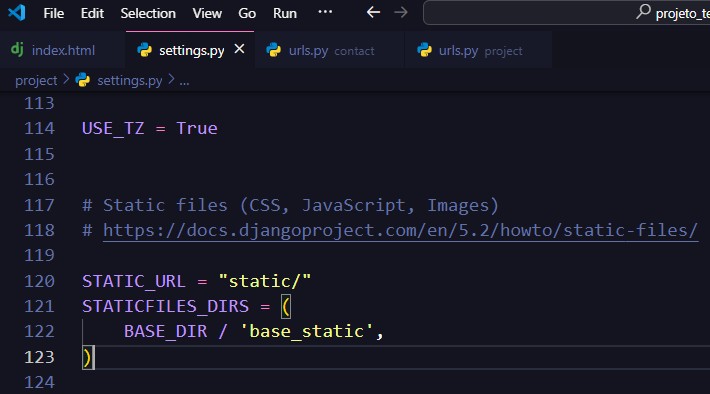 File Edit Selection View Go Run ... projeto_te
dj index.html settings.py urls.py contact urls.py project
project > settings.py > ...
113
114 USE_TZ = True
115
116
117 # Static files (CSS, JavaScript, Images)
118 # https://docs.djangoproject.com/en/5.2/howto/static-files/
119
120 STATIC_URL = "static/"
121 STATICFILES_DIRS = (
122     BASE_DIR / 'base_static',
123 )
124